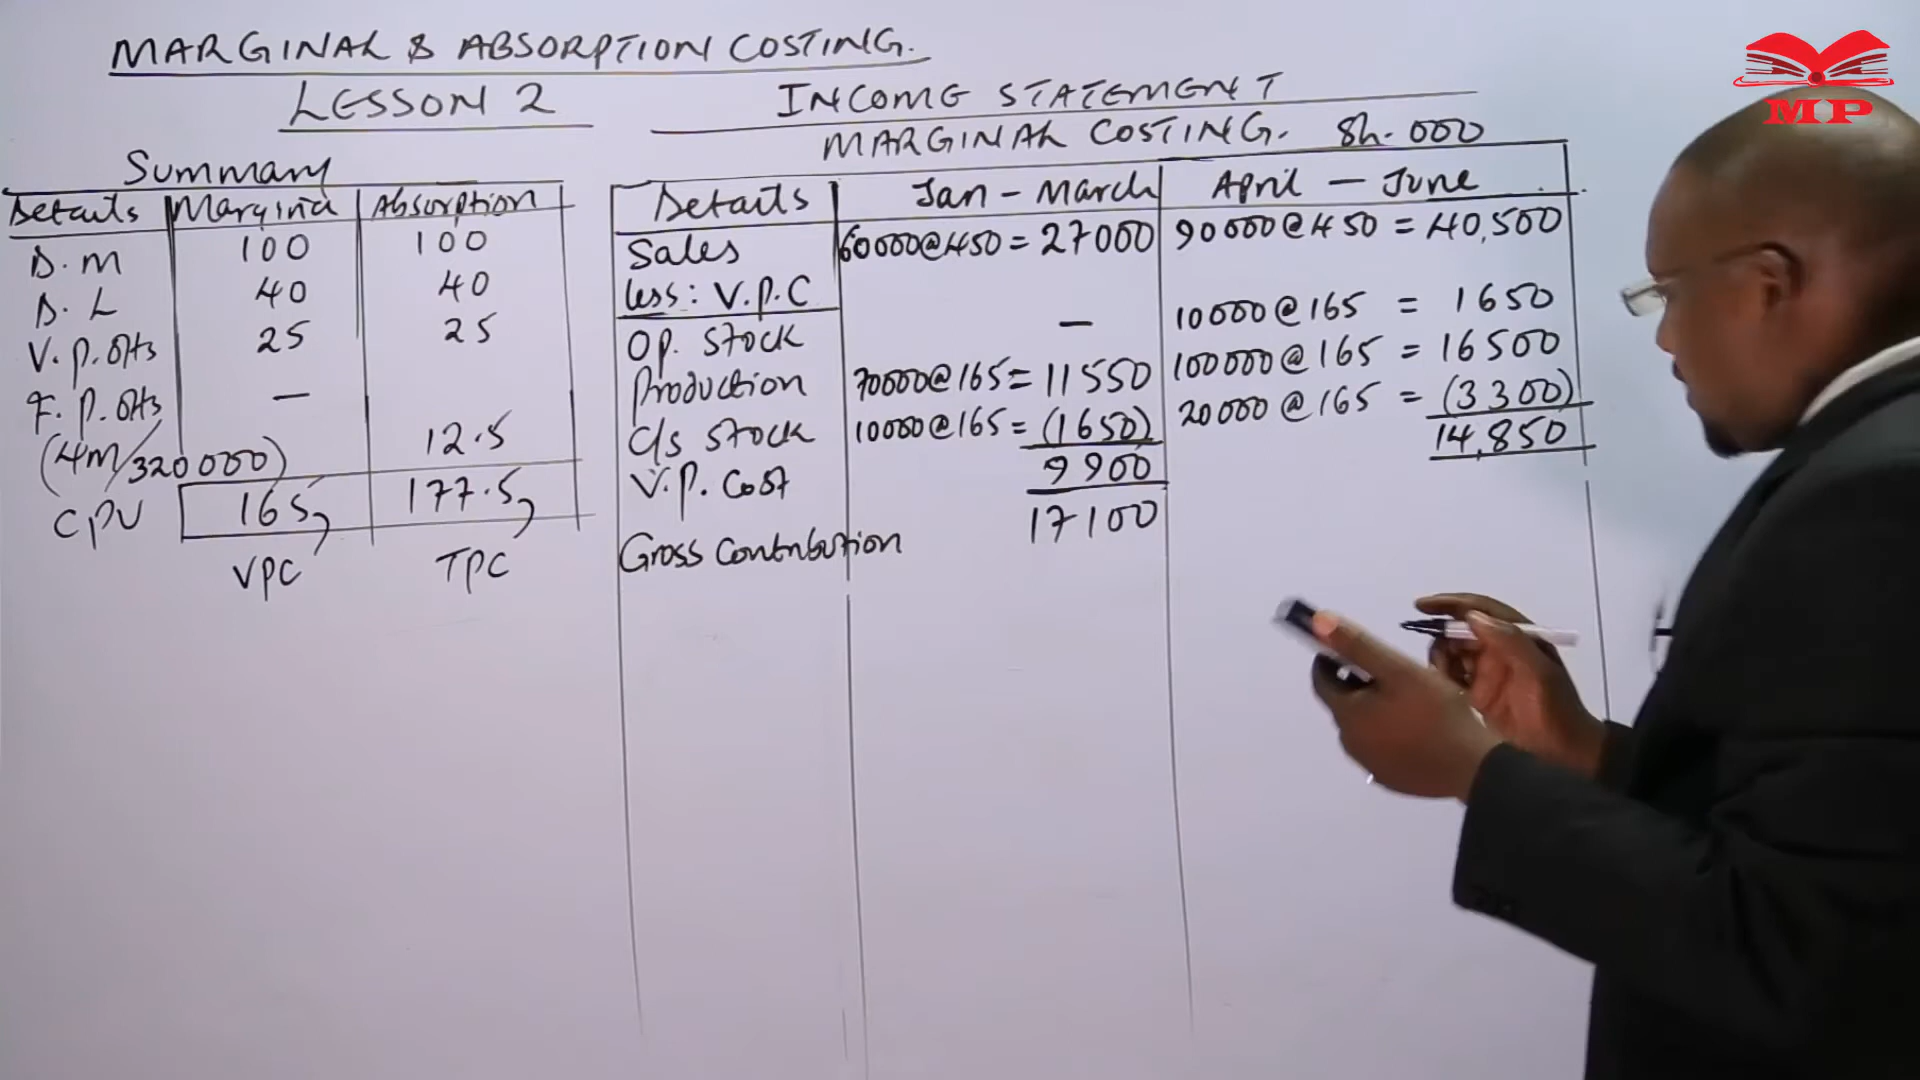 MARGINAL & ABSORPTION COSTING.
LESSON 2
Summary
Details Marginal Absorption
D.M 100 100
D.L 40 40
V.P.OHs 25 25
F.P.OHs —
(4m/320000) 12.5
CPU 165, 177.5,
VPC TPC
INCOME STATEMENT
MARGINAL COSTING. Sh.000
Details Jan - March April - June
Sales 60000@450 = 27000 90000@450 = 40,500
less: V.P.C
Op. Stock — 10000@165 = 1650
Production 70000@165 = 11550 100000@165 = 16500
C/s Stock 10000@165 = (1650) 20000@165 = (3300)
V.P. Cost 9900 14,850
Gross Contribution 17100
MP